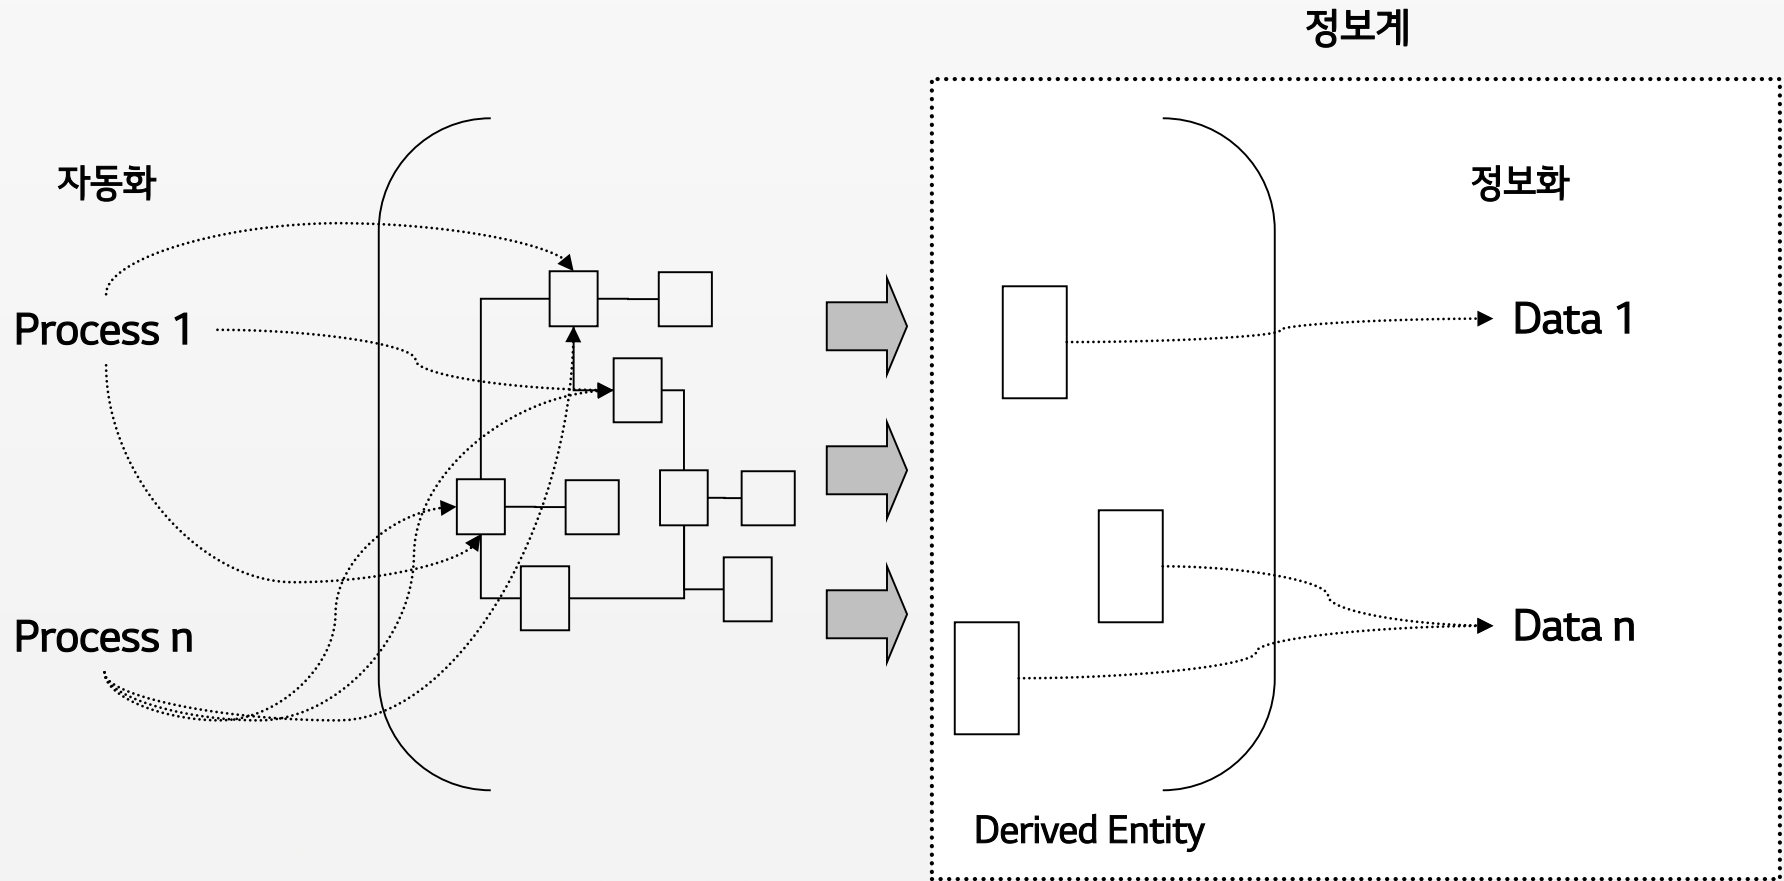 정보계
자동화
정보화
Process 1
Data 1
Process n
Data n
Derived Entity